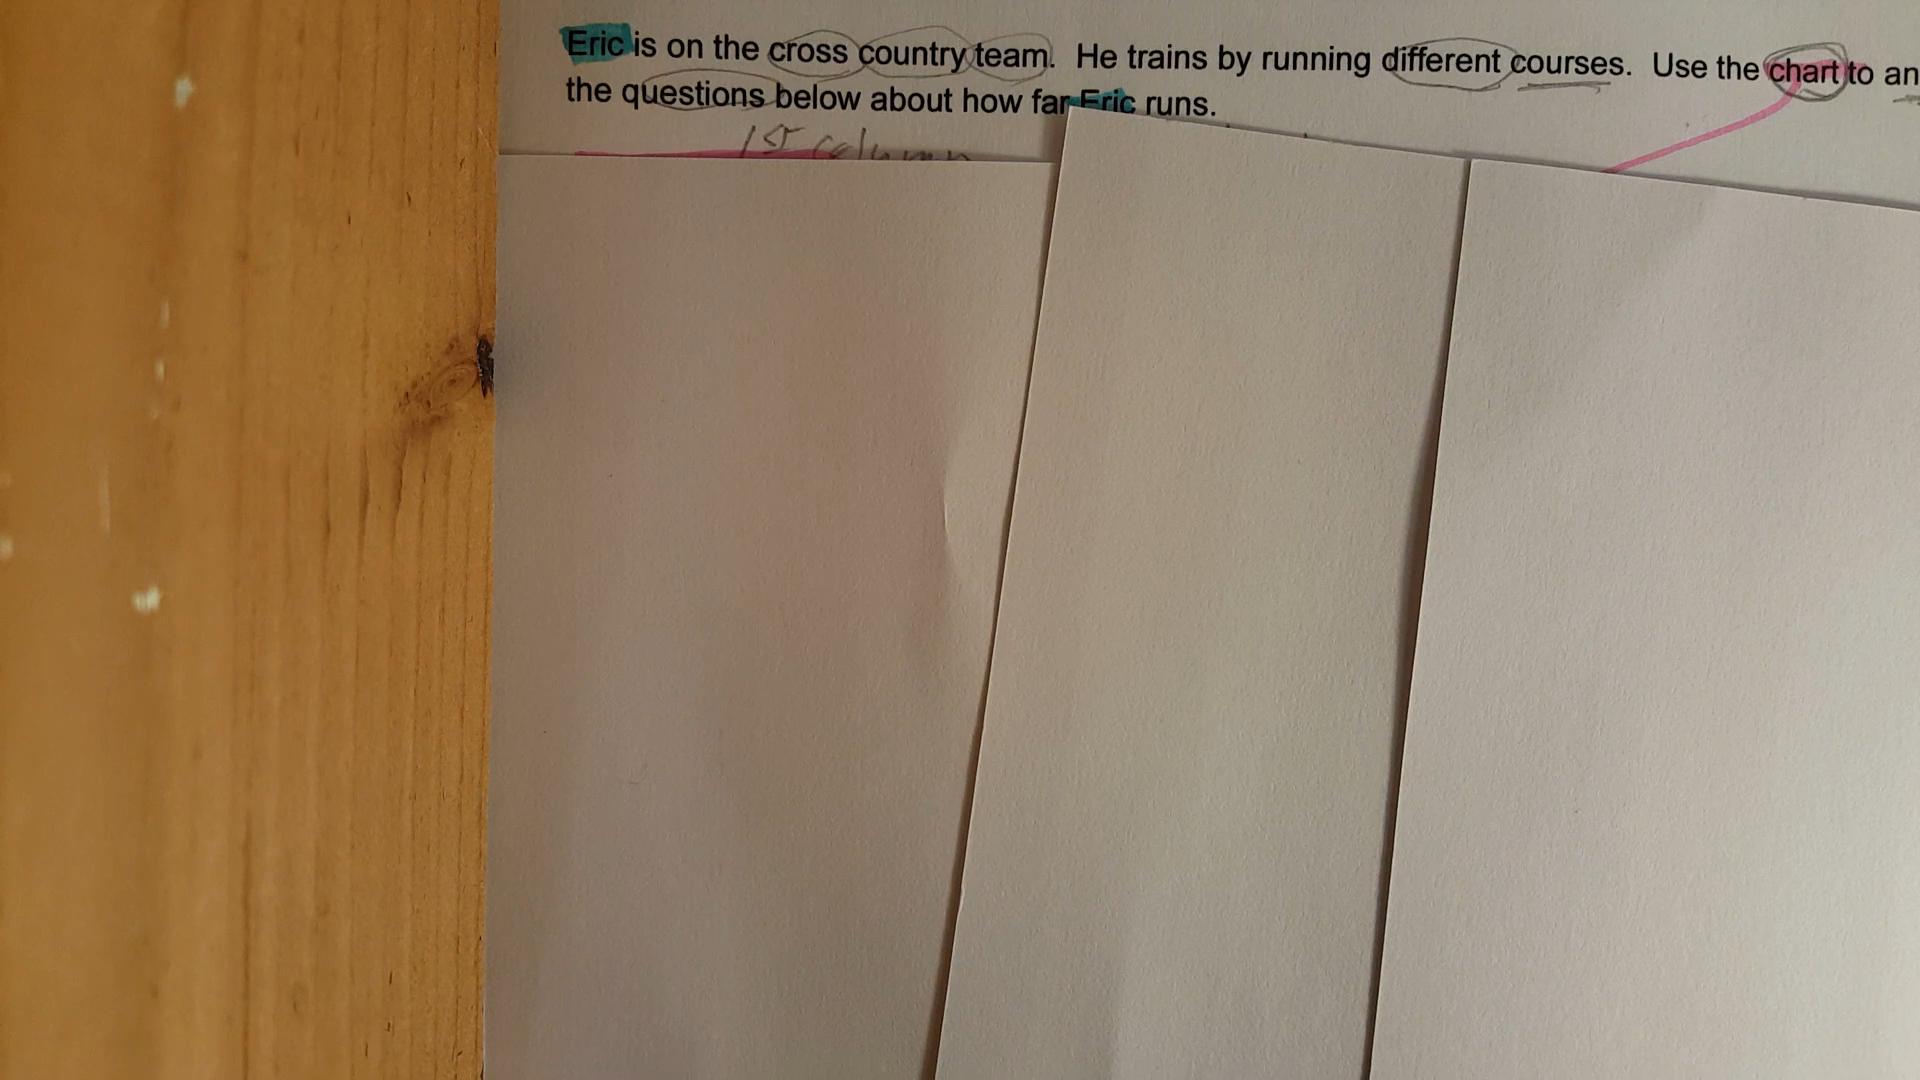 Eric is on the cross country team. He trains by running different courses. Use the chart to an
the questions below about how far Eric runs.
1st column